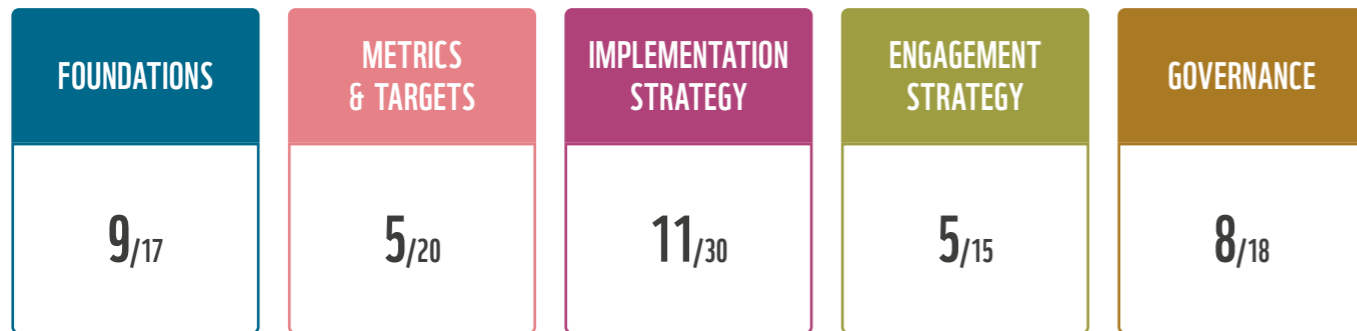 FOUNDATIONS
9/17
METRICS
& TARGETS
5/20
IMPLEMENTATION
STRATEGY
11/30
ENGAGEMENT
STRATEGY
5/15
GOVERNANCE
8/18